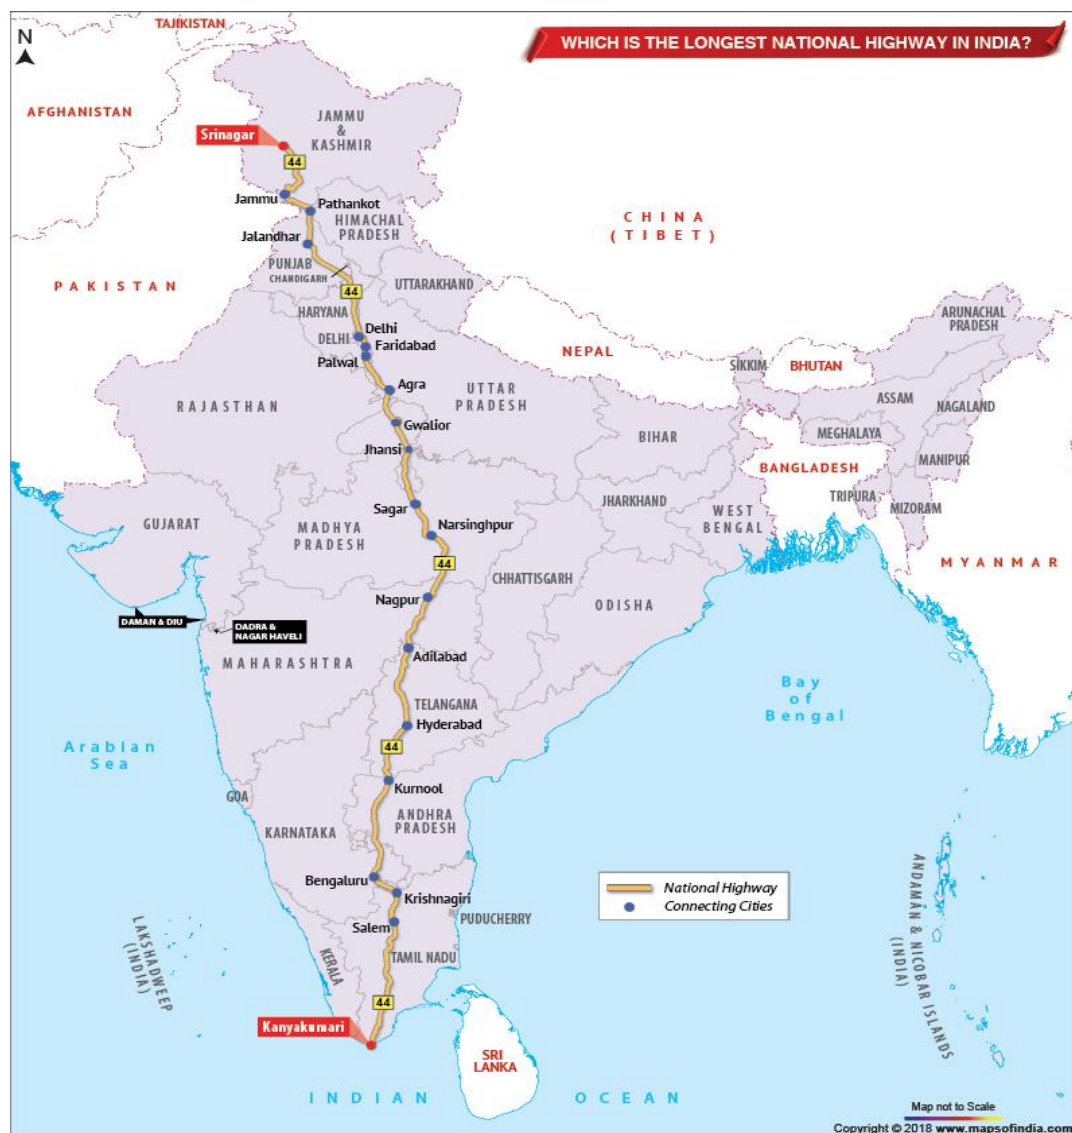 WHICH IS THE LONGEST NATIONAL HIGHWAY IN INDIA?
N
TAJIKISTAN
AFGHANISTAN
JAMMU
&
KASHMIR
Srinagar
44
Jammu
Pathankot
HIMACHAL
PRADESH
CHINA
(TIBET)
Jalandhar
PUNJAB
CHANDIGARH
PAKISTAN
UTTARAKHAND
44
HARYANA
ARUNACHAL
PRADESH
Delhi
DELHI
Faridabad
Palwal
NEPAL
SIKKIM
BHUTAN
Agra
UTTAR
PRADESH
RAJASTHAN
ASSAM
NAGALAND
Gwalior
MEGHALAYA
BIHAR
Jhansi
MANIPUR
BANGLADESH
JHARKHAND
TRIPURA
MIZORAM
WEST
BENGAL
Sagar
GUJARAT
MADHYA
PRADESH
Narsinghpur
44
MYANMAR
CHHATTISGARH
Nagpur
ODISHA
DAMAN & DIU
DADRA &
NAGAR HAVELI
MAHARASHTRA
Adilabad
Bay
of
Bengal
TELANGANA
Hyderabad
Arabian
Sea
44
Kurnool
GOA
ANDHRA
PRADESH
KARNATAKA
Bengaluru
Krishnagiri
National Highway
Connecting Cities
PUDUCHERRY
Salem
LAKSHADWEEP
(INDIA)
KERALA
TAMIL NADU
ANDAMAN & NICOBAR ISLANDS
(INDIA)
44
Kanyakumari
SRI
LANKA
INDIAN OCEAN
Map not to Scale
Copyright © 2018 www.mapsofindia.com